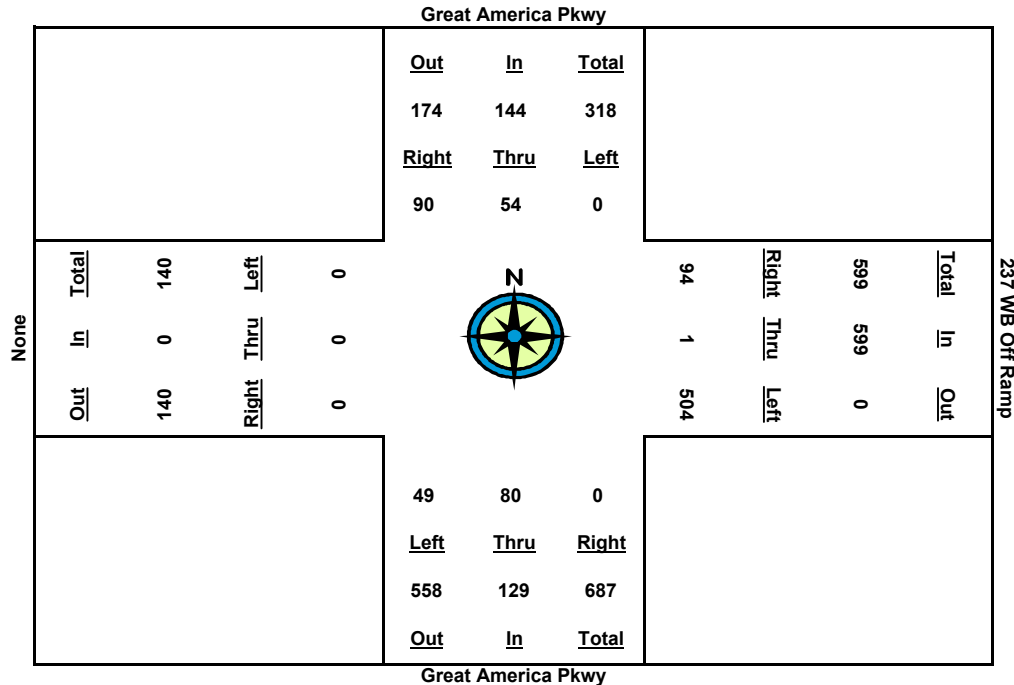 Great America Pkwy
Out In Total
174 144 318
Right Thru Left
90 54 0
None
Total 140 Left 0
In 0 Thru 0
Out 140 Right 0
N
94 Right 599 Total
1 Thru 599 In
504 Left 0 Out
237 WB Off Ramp
49 80 0
Left Thru Right
558 129 687
Out In Total
Great America Pkwy